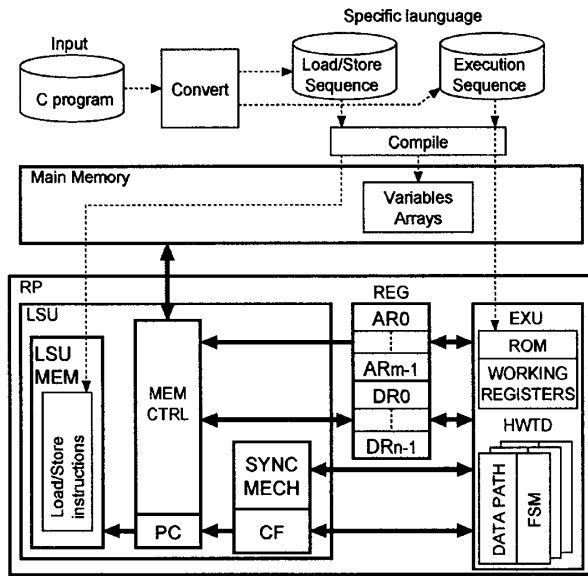 Specific launguage
Input
C program
Convert
Load/Store
Sequence
Execution
Sequence
Compile
Main Memory
Variables
Arrays
RP
LSU
REG
LSU
MEM
Load/Store
instructions
MEM
CTRL
PC
SYNC
MECH
CF
AR0
ARm-1
DR0
DRn-1
EXU
ROM
WORKING
REGISTERS
HWTD
DATA PATH
FSM